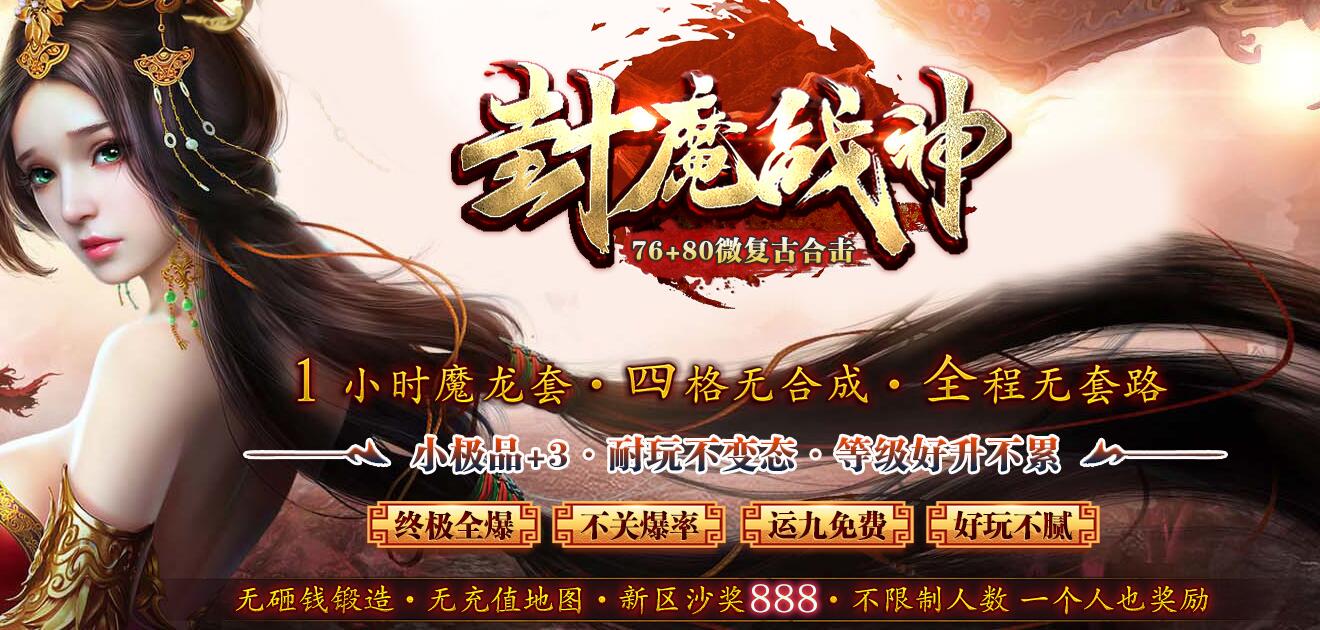 封魔战神
76+80微复古合击
1小时魔龙套·四格无合成·全程无套路
小极品+3·耐玩不变态·等级好升不累
终极全爆 不关爆率 运九免费 好玩不腻
无砸钱锻造·无充值地图·新区沙奖888·不限制人数 一个人也奖励